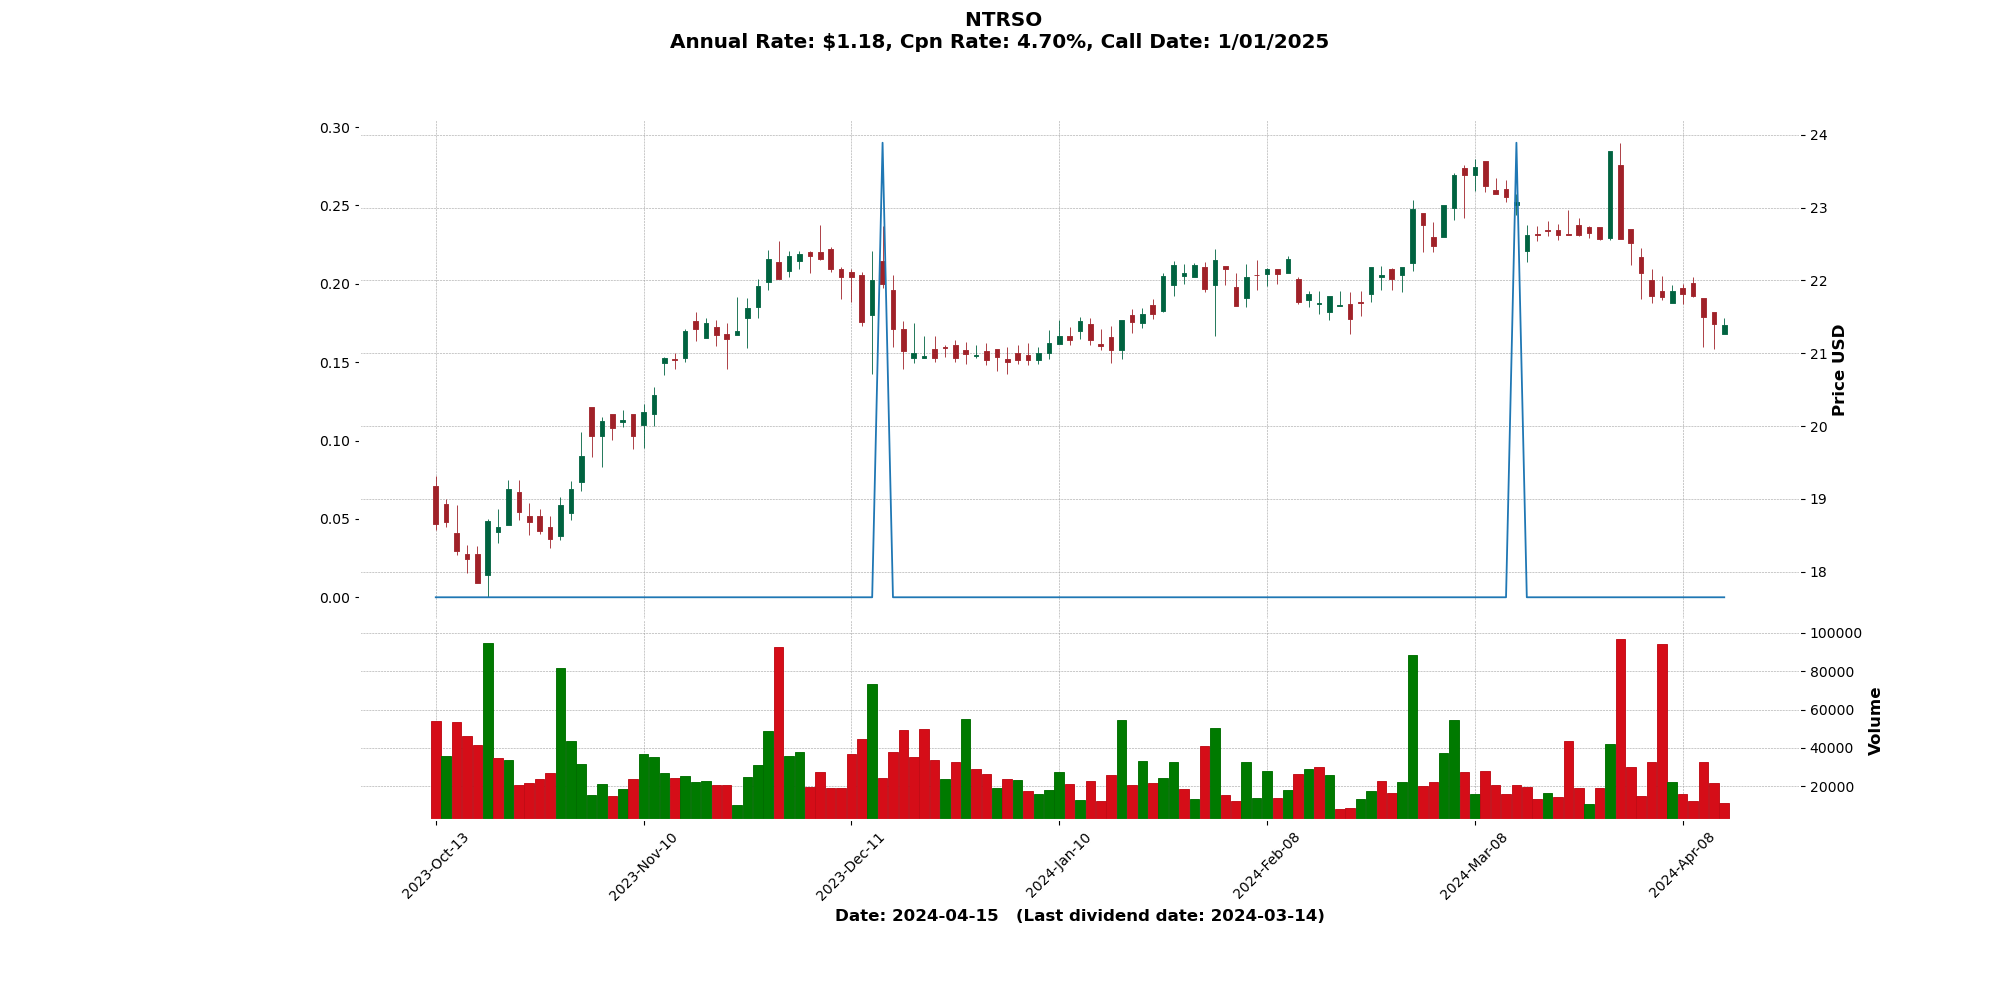 NTRSO
Annual Rate: $1.18, Cpn Rate: 4.70%, Call Date: 1/01/2025
0.30
0.25
0.20
0.15
0.10
0.05
0.00
24
23
22
21
20
19
18
Price USD
100000
80000
60000
40000
20000
Volume
2023-Oct-13
2023-Nov-10
2023-Dec-11
2024-Jan-10
2024-Feb-08
2024-Mar-08
2024-Apr-08
Date: 2024-04-15   (Last dividend date: 2024-03-14)